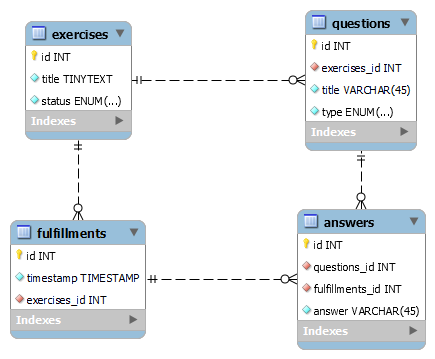 exercises
id INT
title TINYTEXT
status ENUM(...)
Indexes
questions
id INT
exercises_id INT
title VARCHAR(45)
type ENUM(...)
Indexes
fulfillments
id INT
timestamp TIMESTAMP
exercises_id INT
Indexes
answers
id INT
questions_id INT
fulfillments_id INT
answer VARCHAR(45)
Indexes